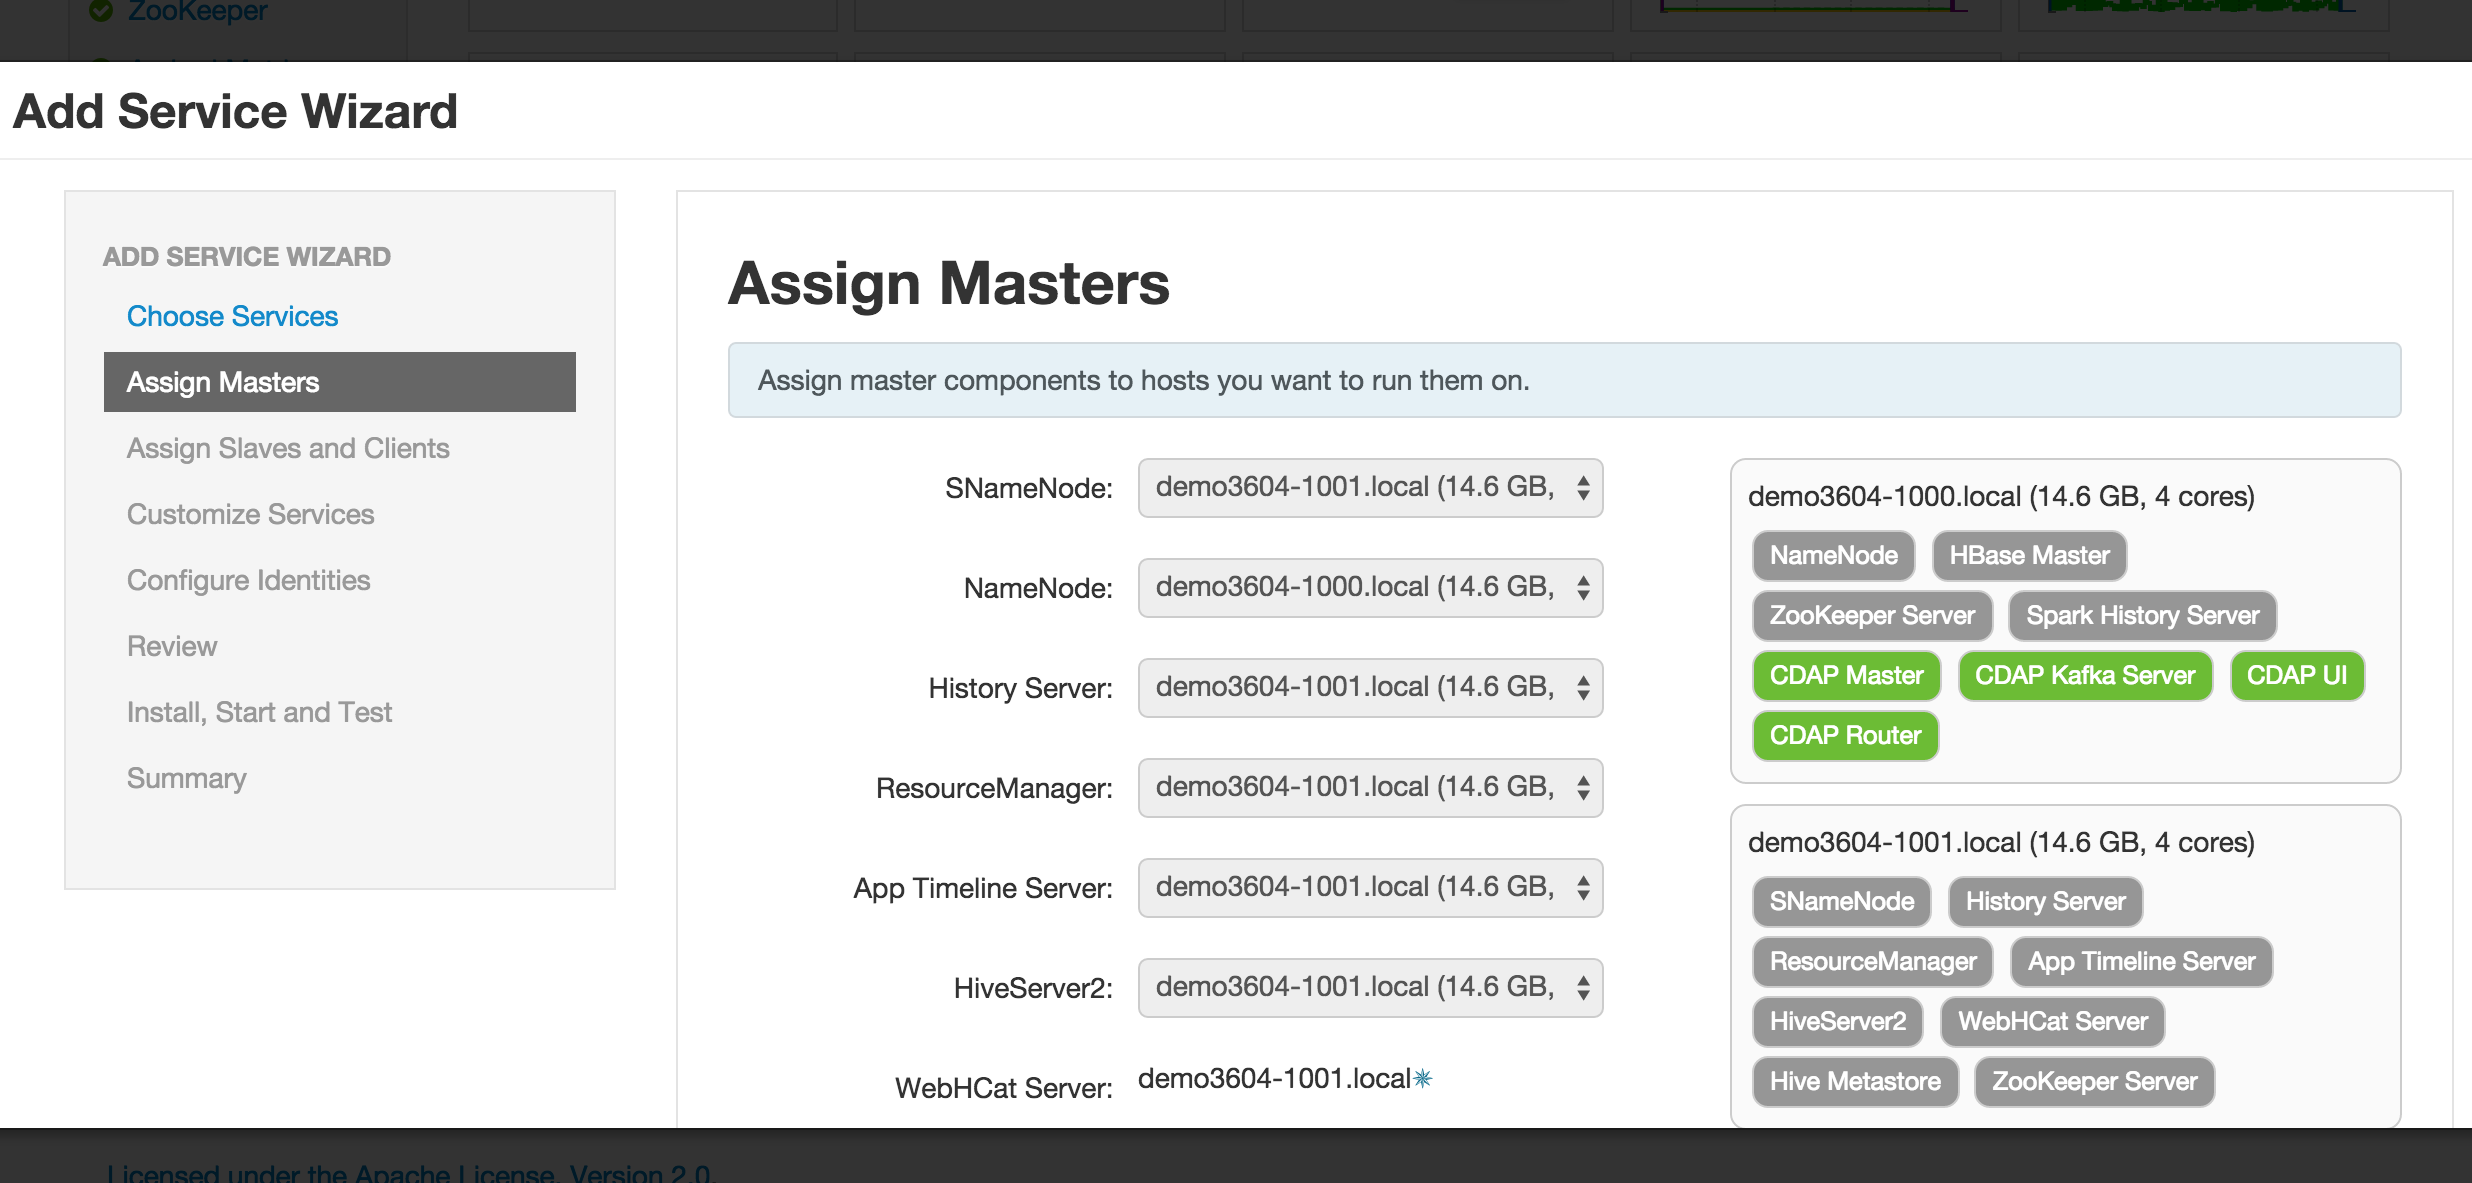 ZooKeeper
Add Service Wizard
ADD SERVICE WIZARD
Choose Services
Assign Masters
Assign Slaves and Clients
Customize Services
Configure Identities
Review
Install, Start and Test
Summary
Assign Masters
Assign master components to hosts you want to run them on.
SNameNode: demo3604-1001.local (14.6 GB,
NameNode: demo3604-1000.local (14.6 GB,
History Server: demo3604-1001.local (14.6 GB,
ResourceManager: demo3604-1001.local (14.6 GB,
App Timeline Server: demo3604-1001.local (14.6 GB,
HiveServer2: demo3604-1001.local (14.6 GB,
WebHCat Server: demo3604-1001.local✳
demo3604-1000.local (14.6 GB, 4 cores)
NameNode HBase Master
ZooKeeper Server Spark History Server
CDAP Master CDAP Kafka Server CDAP UI
CDAP Router
demo3604-1001.local (14.6 GB, 4 cores)
SNameNode History Server
ResourceManager App Timeline Server
HiveServer2 WebHCat Server
Hive Metastore ZooKeeper Server
Licensed under the Apache License, Version 2.0.